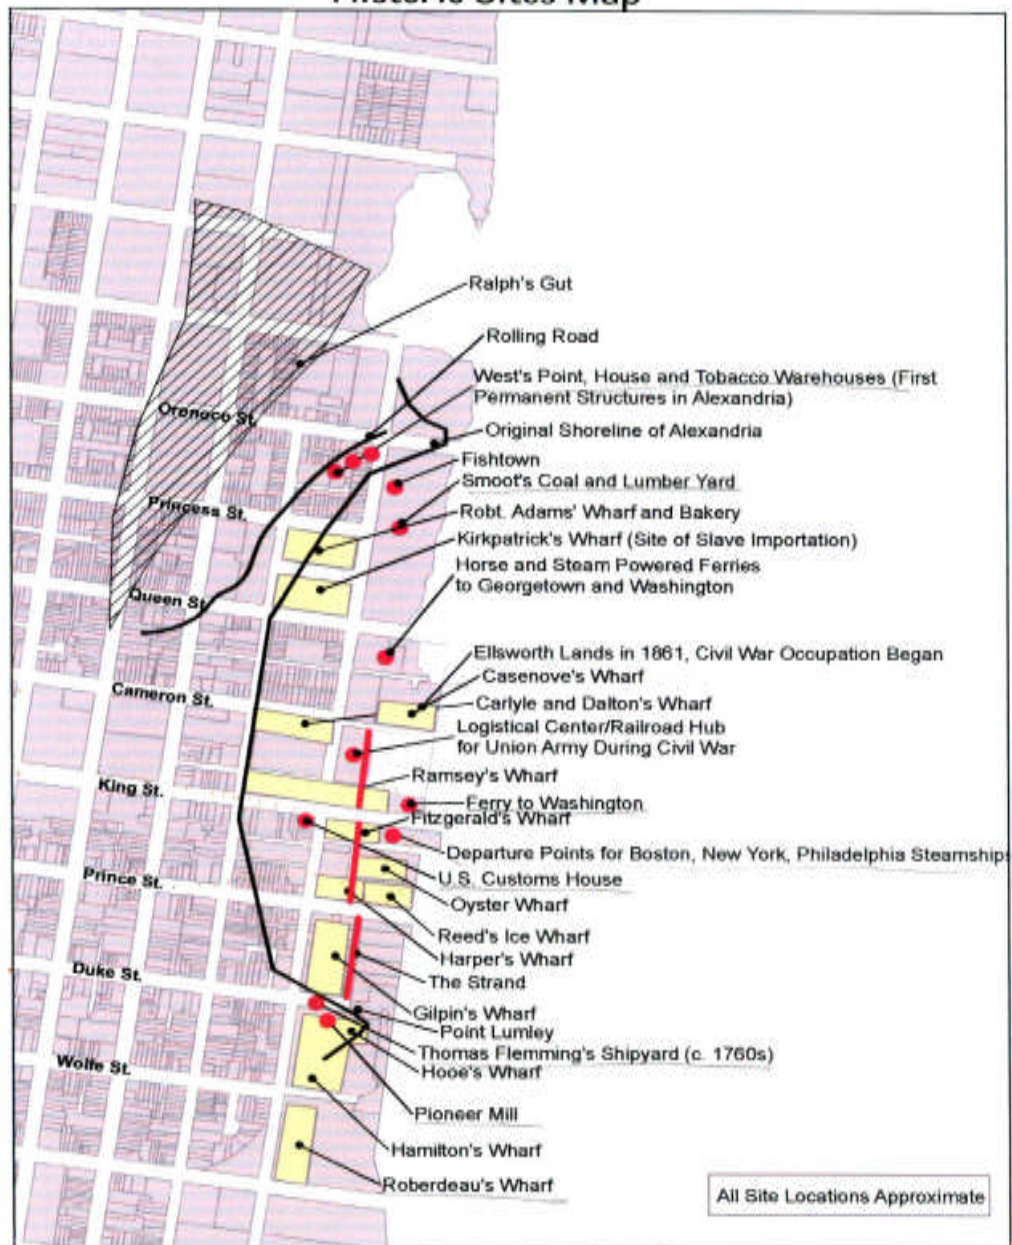 Historic Sites Map
Ralph's Gut
Rolling Road
West's Point, House and Tobacco Warehouses (First
Permanent Structures in Alexandria)
Oronoco St.
Original Shoreline of Alexandria
Fishtown
Smoot's Coal and Lumber Yard
Princess St.
Robt. Adams' Wharf and Bakery
Kirkpatrick's Wharf (Site of Slave Importation)
Horse and Steam Powered Ferries
to Georgetown and Washington
Queen St.
Ellsworth Lands in 1861, Civil War Occupation Began
Casenove's Wharf
Cameron St.
Carlyle and Dalton's Wharf
Logistical Center/Railroad Hub
for Union Army During Civil War
Ramsey's Wharf
King St.
Ferry to Washington
Fitzgerald's Wharf
Departure Points for Boston, New York, Philadelphia Steamships
Prince St.
U.S. Customs House
Oyster Wharf
Reed's Ice Wharf
Harper's Wharf
Duke St.
The Strand
Gilpin's Wharf
Point Lumley
Thomas Flemming's Shipyard (c. 1760s)
Wolfe St.
Hooe's Wharf
Pioneer Mill
Hamilton's Wharf
Roberdeau's Wharf
All Site Locations Approximate